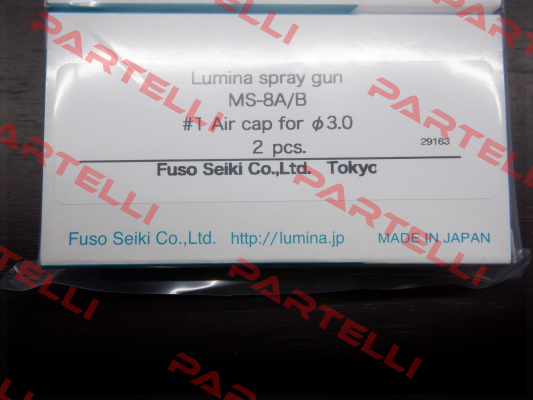 Lumina spray gun
MS-8A/B
#1 Air cap for φ3.0
2 pcs.
29163
Fuso Seiki Co.,Ltd. Tokyo
Fuso Seiki Co.,Ltd. http://lumina.jp MADE IN JAPAN
PARTELLI
PARTELLI
PARTELLI
PARTELLI
PARTELLI
PARTELLI
PARTELLI